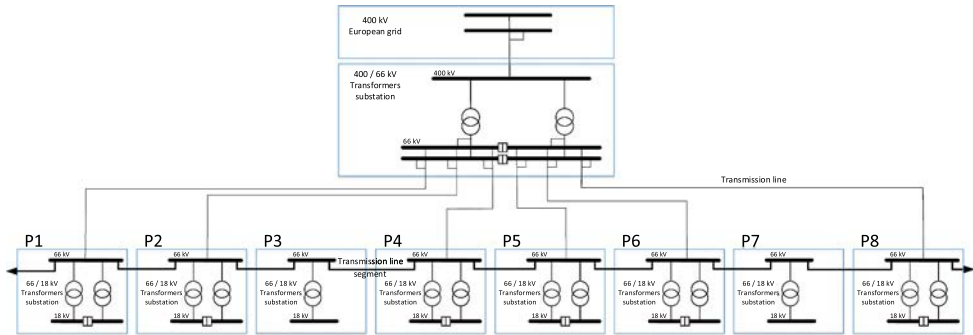 400 kV
European grid
400 / 66 kV
Transformers
substation
400 kV
66 kV
Transmission line
P1
P2
P3
P4
P5
P6
P7
P8
66 kV
66 kV
66 kV
66 kV
66 kV
66 kV
66 kV
66 kV
Transmission line
segment
66 / 18 kV
Transformers
substation
66 / 18 kV
Transformers
substation
66 / 18 kV
Transformers
substation
66 / 18 kV
Transformers
substation
66 / 18 kV
Transformers
substation
66 / 18 kV
Transformers
substation
66 / 18 kV
Transformers
substation
66 / 18 kV
Transformers
substation
18 kV
18 kV
18 kV
18 kV
18 kV
18 kV
18 kV
18 kV